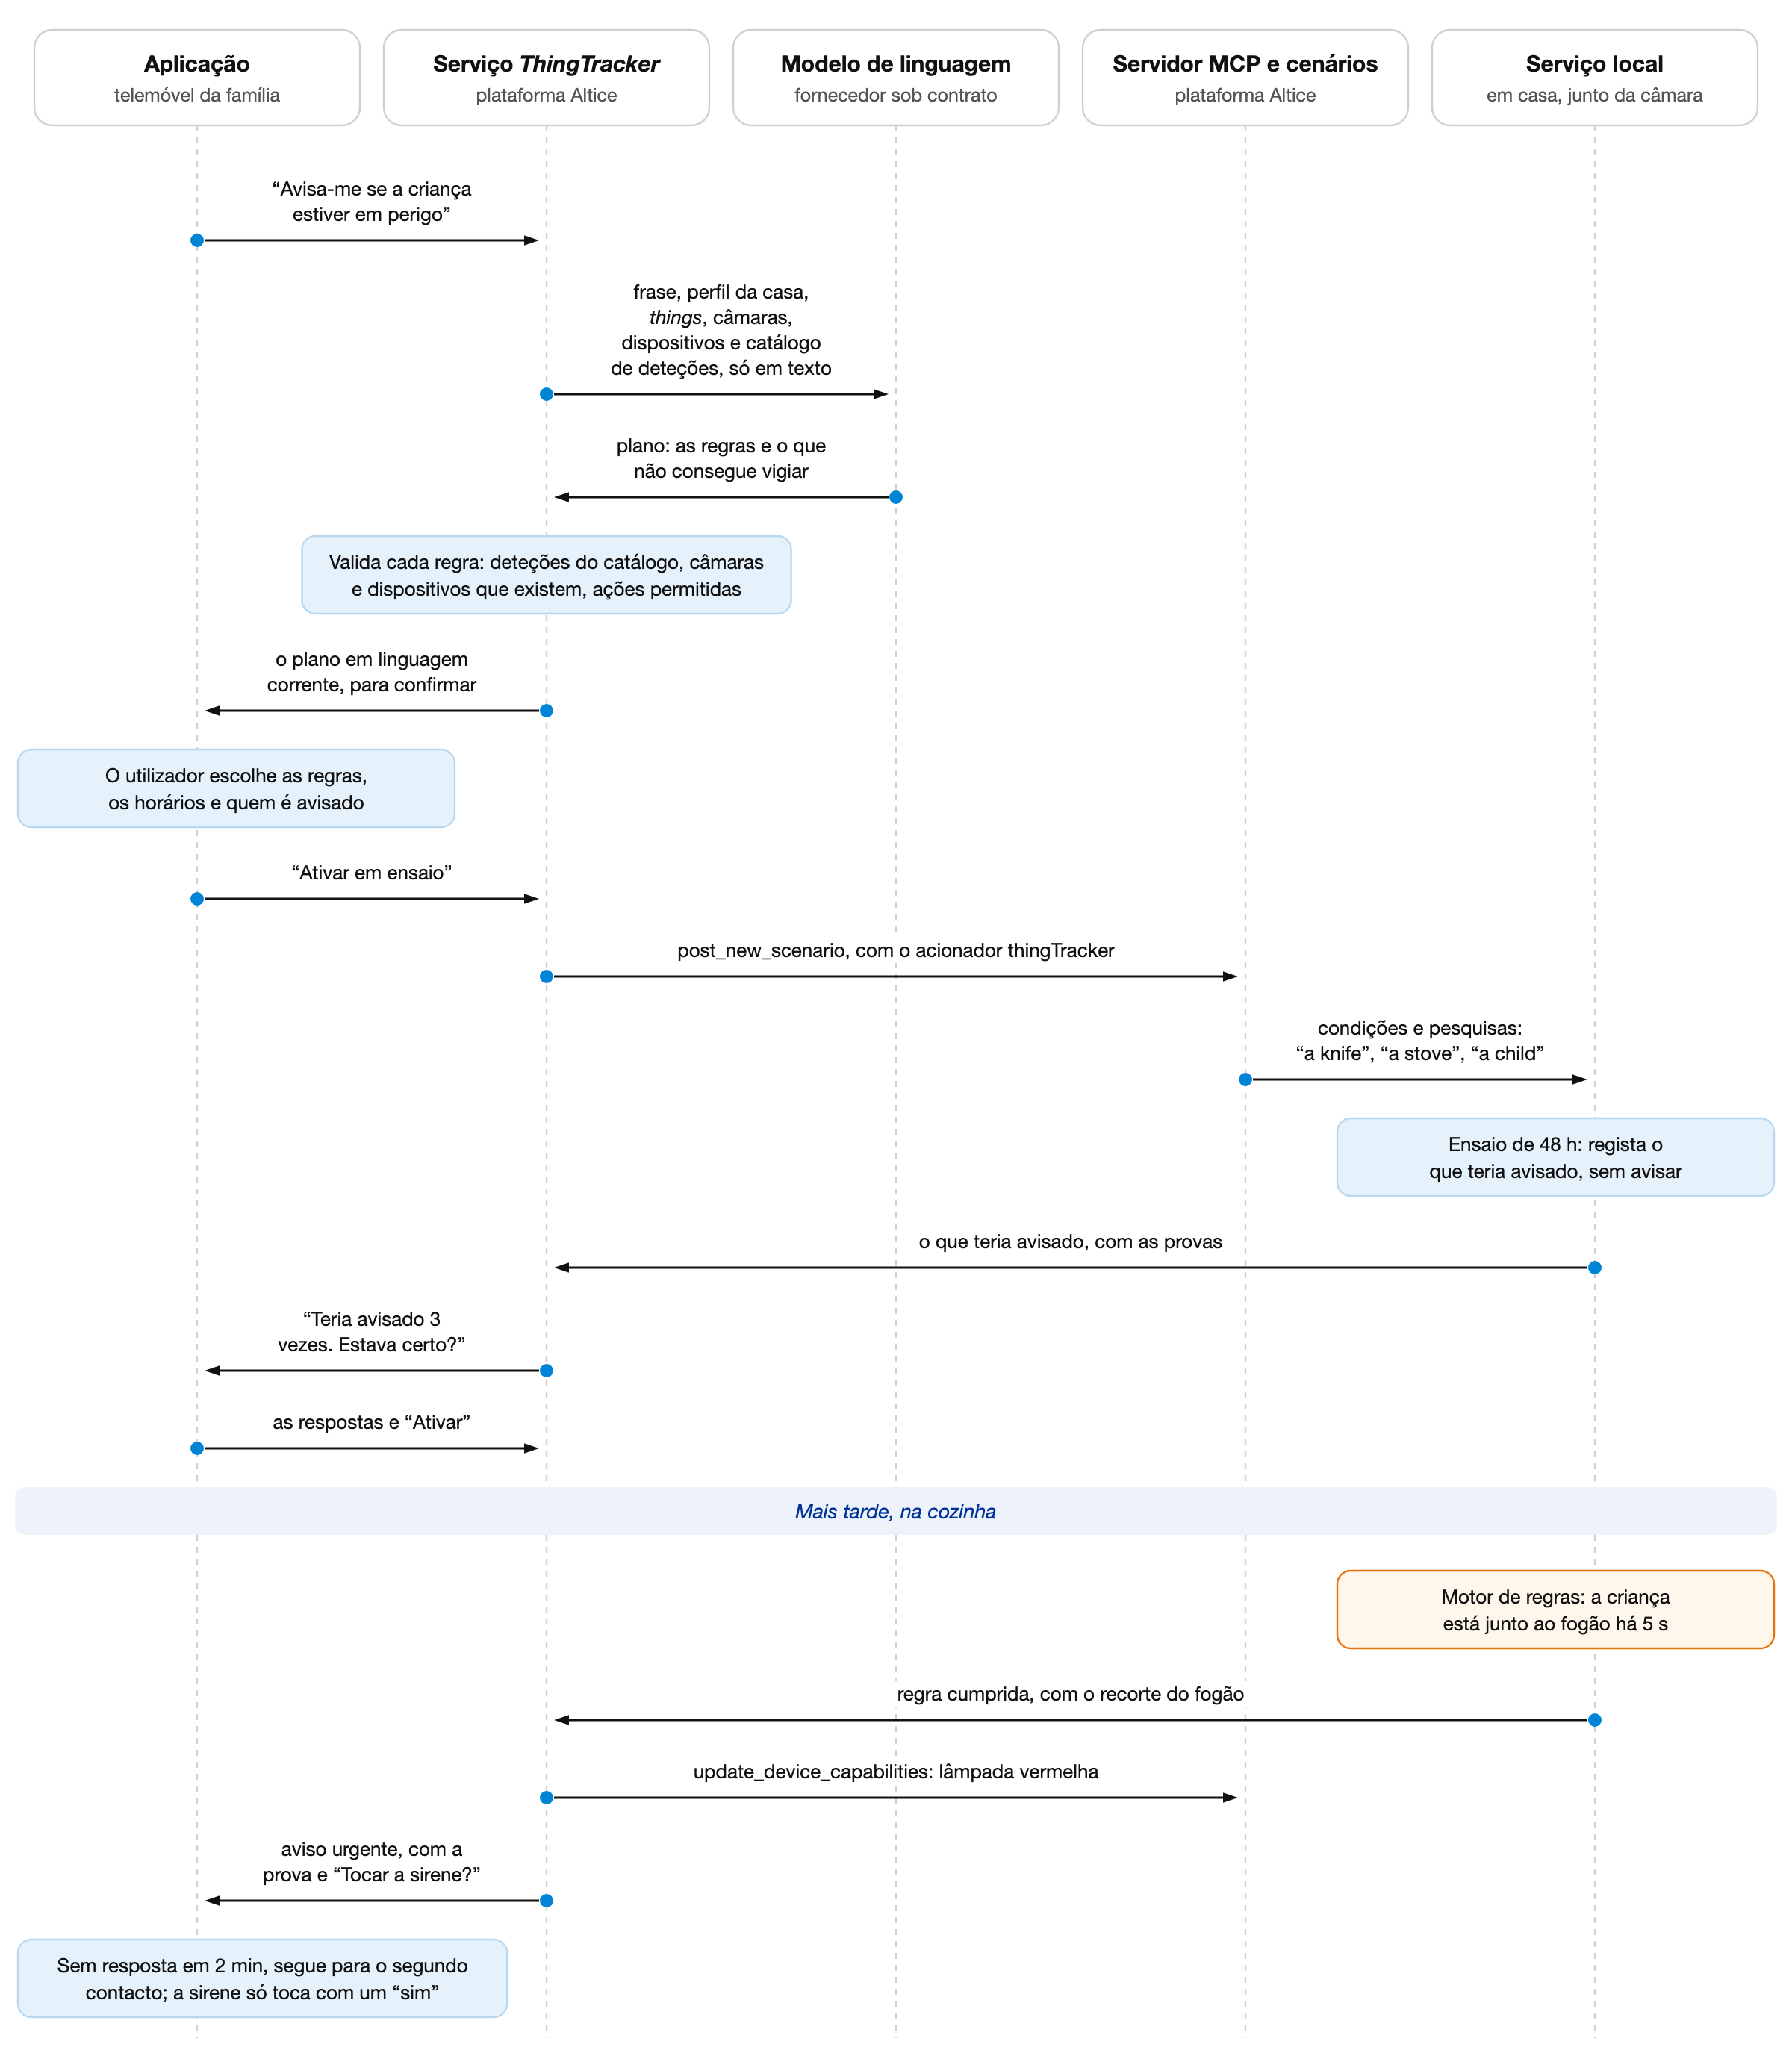 Aplicação
telemóvel da família
Serviço ThingTracker
plataforma Altice
Modelo de linguagem
fornecedor sob contrato
Servidor MCP e cenários
plataforma Altice
Serviço local
em casa, junto da câmara
“Avisa-me se a criança
estiver em perigo”
frase, perfil da casa,
things, câmaras,
dispositivos e catálogo
de deteções, só em texto
plano: as regras e o que
não consegue vigiar
Valida cada regra: deteções do catálogo, câmaras
e dispositivos que existem, ações permitidas
o plano em linguagem
corrente, para confirmar
O utilizador escolhe as regras,
os horários e quem é avisado
“Ativar em ensaio”
post_new_scenario, com o acionador thingTracker
condições e pesquisas:
“a knife”, “a stove”, “a child”
Ensaio de 48 h: regista o
que teria avisado, sem avisar
o que teria avisado, com as provas
“Teria avisado 3
vezes. Estava certo?”
as respostas e “Ativar”
Mais tarde, na cozinha
Motor de regras: a criança
está junto ao fogão há 5 s
regra cumprida, com o recorte do fogão
update_device_capabilities: lâmpada vermelha
aviso urgente, com a
prova e “Tocar a sirene?”
Sem resposta em 2 min, segue para o segundo
contacto; a sirene só toca com um “sim”